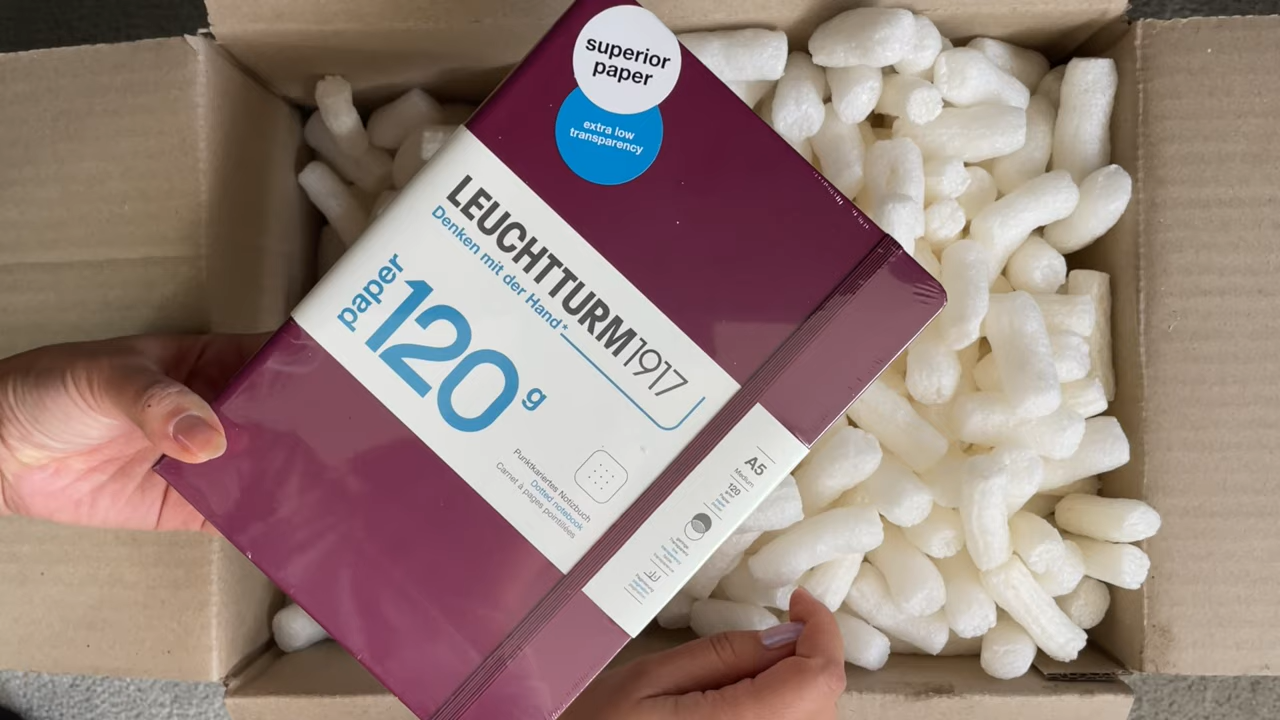 superior
paper
extra low
transparency
LEUCHTTURM1917
Denken mit der Hand*
paper
120g
Punktkariertes Notizbuch
Dotted notebook
Carnet à pages pointillées
A5
Medium
120